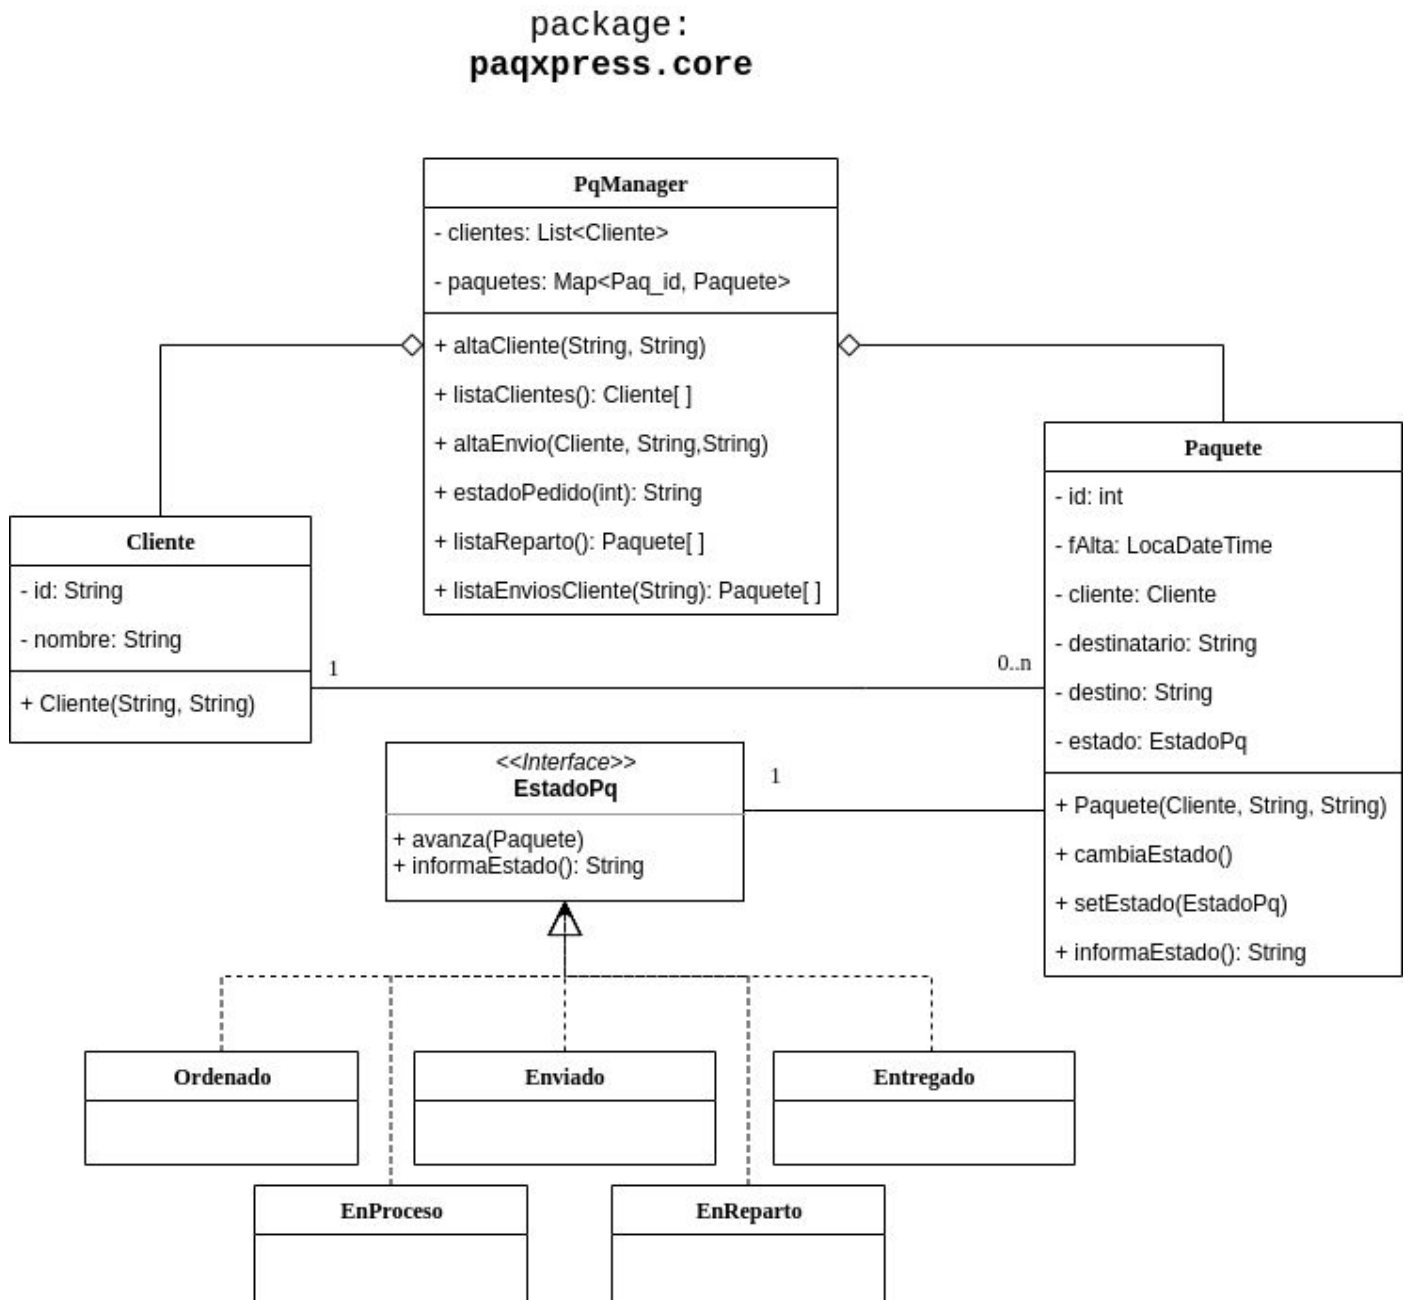 package:
paqxpress.core
PqManager
- clientes: List<Cliente>
- paquetes: Map<Paq_id, Paquete>
+ altaCliente(String, String)
+ listaClientes(): Cliente[ ]
+ altaEnvio(Cliente, String,String)
+ estadoPedido(int): String
+ listaReparto(): Paquete[ ]
+ listaEnviosCliente(String): Paquete[ ]
Cliente
- id: String
- nombre: String
+ Cliente(String, String)
1
0..n
Paquete
- id: int
- fAlta: LocaDateTime
- cliente: Cliente
- destinatario: String
- destino: String
- estado: EstadoPq
+ Paquete(Cliente, String, String)
+ cambiaEstado()
+ setEstado(EstadoPq)
+ informaEstado(): String
<<Interface>>
EstadoPq
+ avanza(Paquete)
+ informaEstado(): String
1
Ordenado
Enviado
Entregado
EnProceso
EnReparto